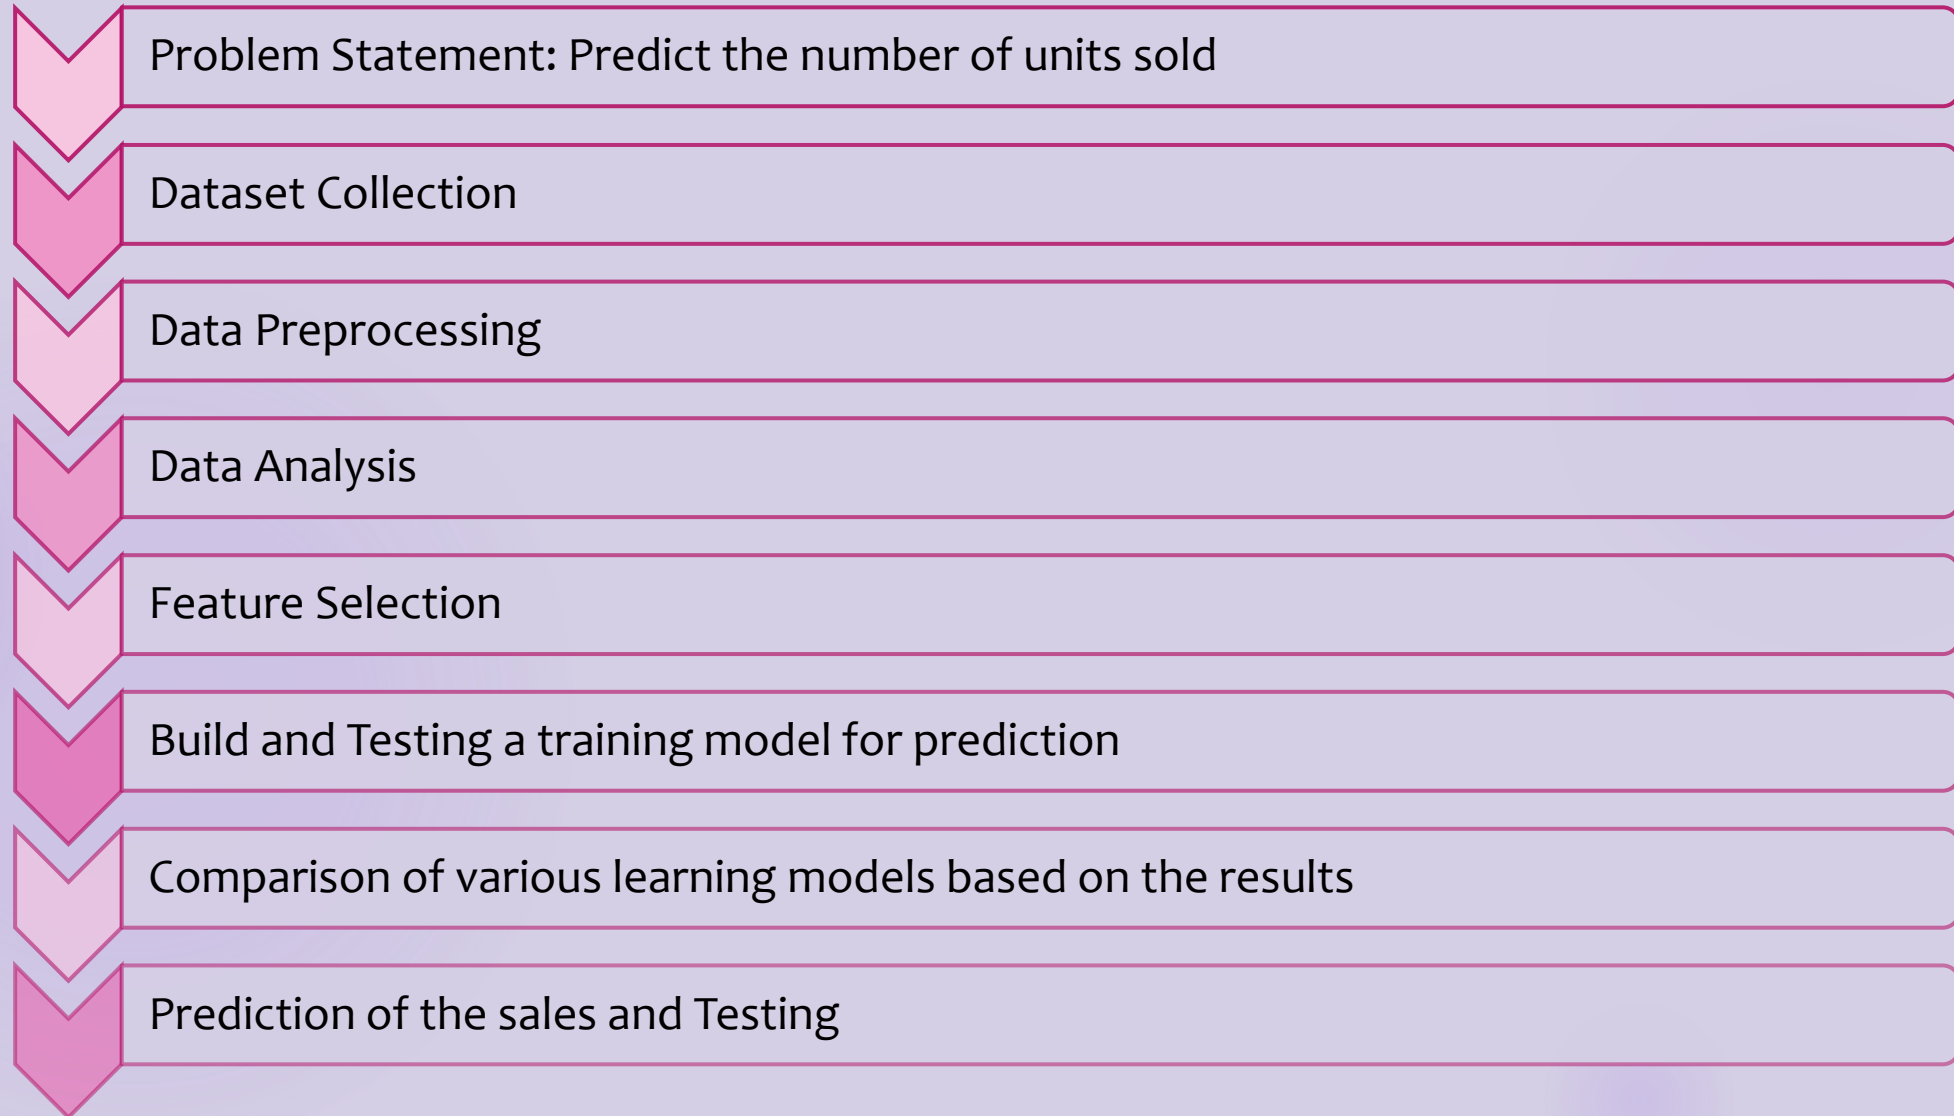 Problem Statement: Predict the number of units sold
Dataset Collection
Data Preprocessing
Data Analysis
Feature Selection
Build and Testing a training model for prediction
Comparison of various learning models based on the results
Prediction of the sales and Testing